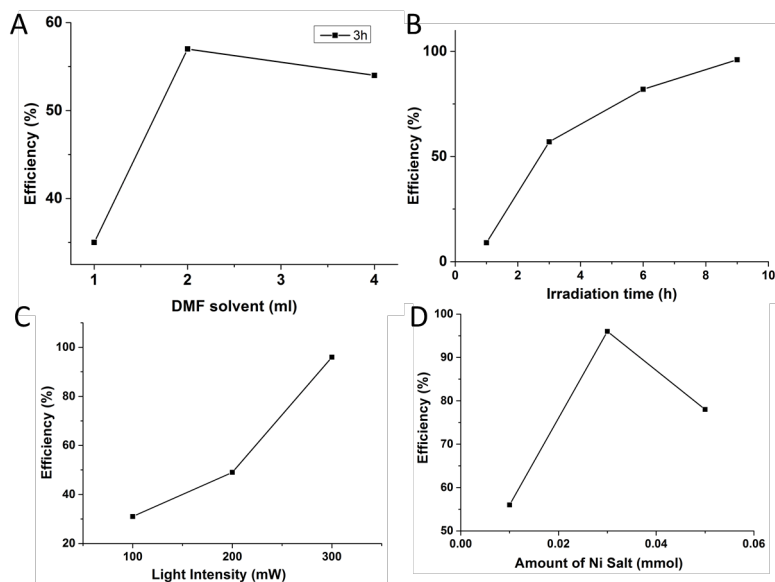 A
60
50
40
Efficiency (%)
3h
1 2 3 4
DMF solvent (ml)
B
100
50
0
Efficiency (%)
0 2 4 6 8 10
Irradiation time (h)
C
100
80
60
40
20
Efficiency (%)
100 200 300
Light Intensity (mW)
D
100
95
90
85
80
75
70
65
60
55
50
Efficiency (%)
0.00 0.02 0.04 0.06
Amount of Ni Salt (mmol)